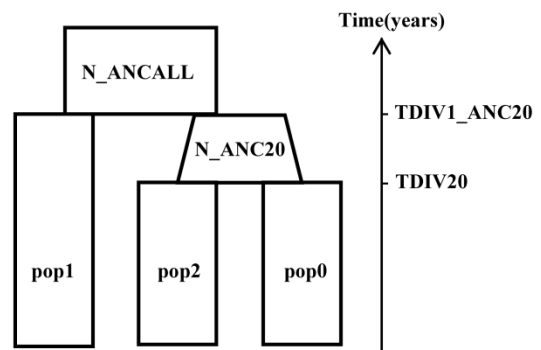 Time(years)
N_ANCALL
TDIV1_ANC20
N_ANC20
TDIV20
pop1
pop2
pop0